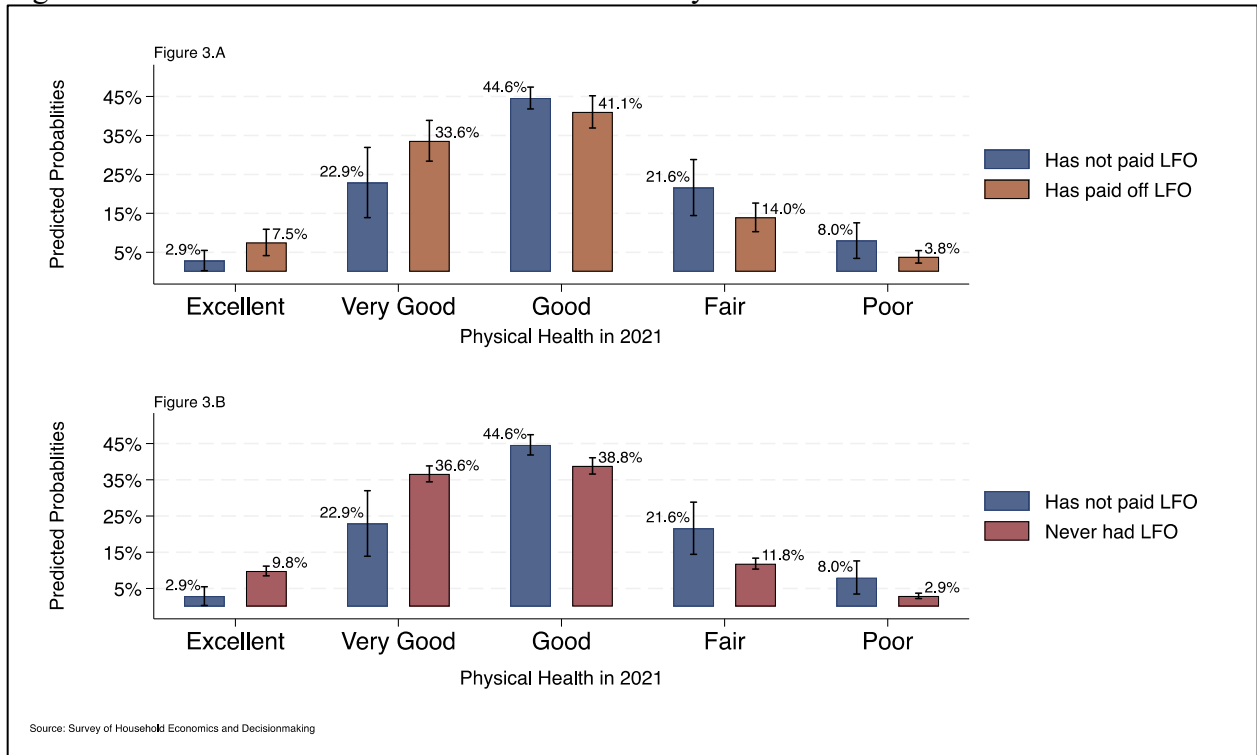 Figure 3.A
Predicted Probablities
45%
35%
25%
15%
5%
2.9%
7.5%
22.9%
33.6%
44.6%
41.1%
21.6%
14.0%
8.0%
3.8%
Excellent
Very Good
Good
Fair
Poor
Physical Health in 2021
Has not paid LFO
Has paid off LFO
Figure 3.B
Predicted Probablities
45%
35%
25%
15%
5%
2.9%
9.8%
22.9%
36.6%
44.6%
38.8%
21.6%
11.8%
8.0%
2.9%
Excellent
Very Good
Good
Fair
Poor
Physical Health in 2021
Has not paid LFO
Never had LFO
Source: Survey of Household Economics and Decisionmaking